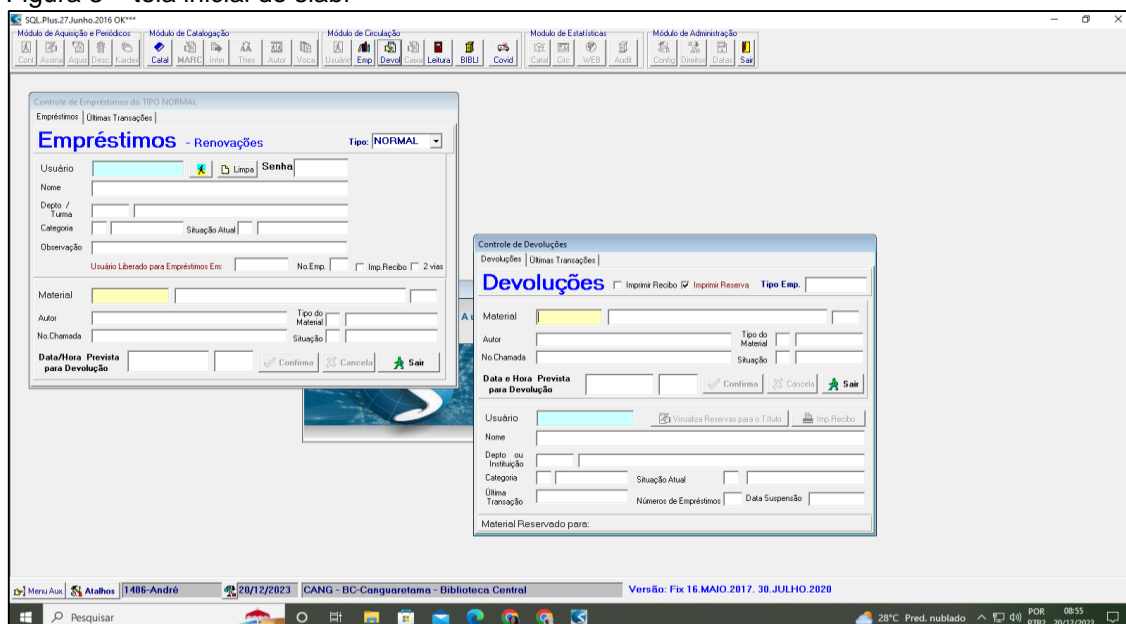 SQL.Plus.27.Junho.2016 OK***
Módulo de Aquisição e Periódicos Módulo de Catalogação Módulo de Circulação Modulo de Estatísticas Módulo de Administração
Cont Assina Aquis Desc Kardex Catal MARC Inter Thes Autor Voca Usuário Emp Devol Caixa Leitura BIBLI Covid Catal Circ WEB Audit Config Direitos Datas Sair
Controle de Empréstimos do TIPO NORMAL
Empréstimos Últimas Transações
Empréstimos - Renovações Tipo: NORMAL
Usuário Limpa Senha
Nome
Depto /
Turma
Categoria Situação Atual
Observação
Usuário Liberado para Empréstimos Em: No.Emp. Imp.Recibo 2 vias
Material
Autor Tipo do
Material
No.Chamada Situação
Data/Hora Prevista
para Devolução Confirma Cancela Sair
Controle de Devoluções
Devoluções Últimas Transações
Devoluções Imprimir Recibo Imprimir Reserva Tipo Emp.
Material
Autor Tipo do
Material
No.Chamada Situação
Data e Hora Prevista
para Devolução Confirma Cancela Sair
Usuário Visualiza Reservas para o Título Imp.Recibo
Nome
Depto ou
Instituição
Categoria Situação Atual
Última
Transação Números de Empréstimos Data Suspensão
Material Reservado para:
Menu Aux Atalhos 1486-André 20/12/2023 CANG - BC-Canguaretama - Biblioteca Central Versão: Fix 16.MAIO.2017. 30.JULHO.2020
Pesquisar 28°C Pred. nublado POR 08:55
PTB2 20/12/2023